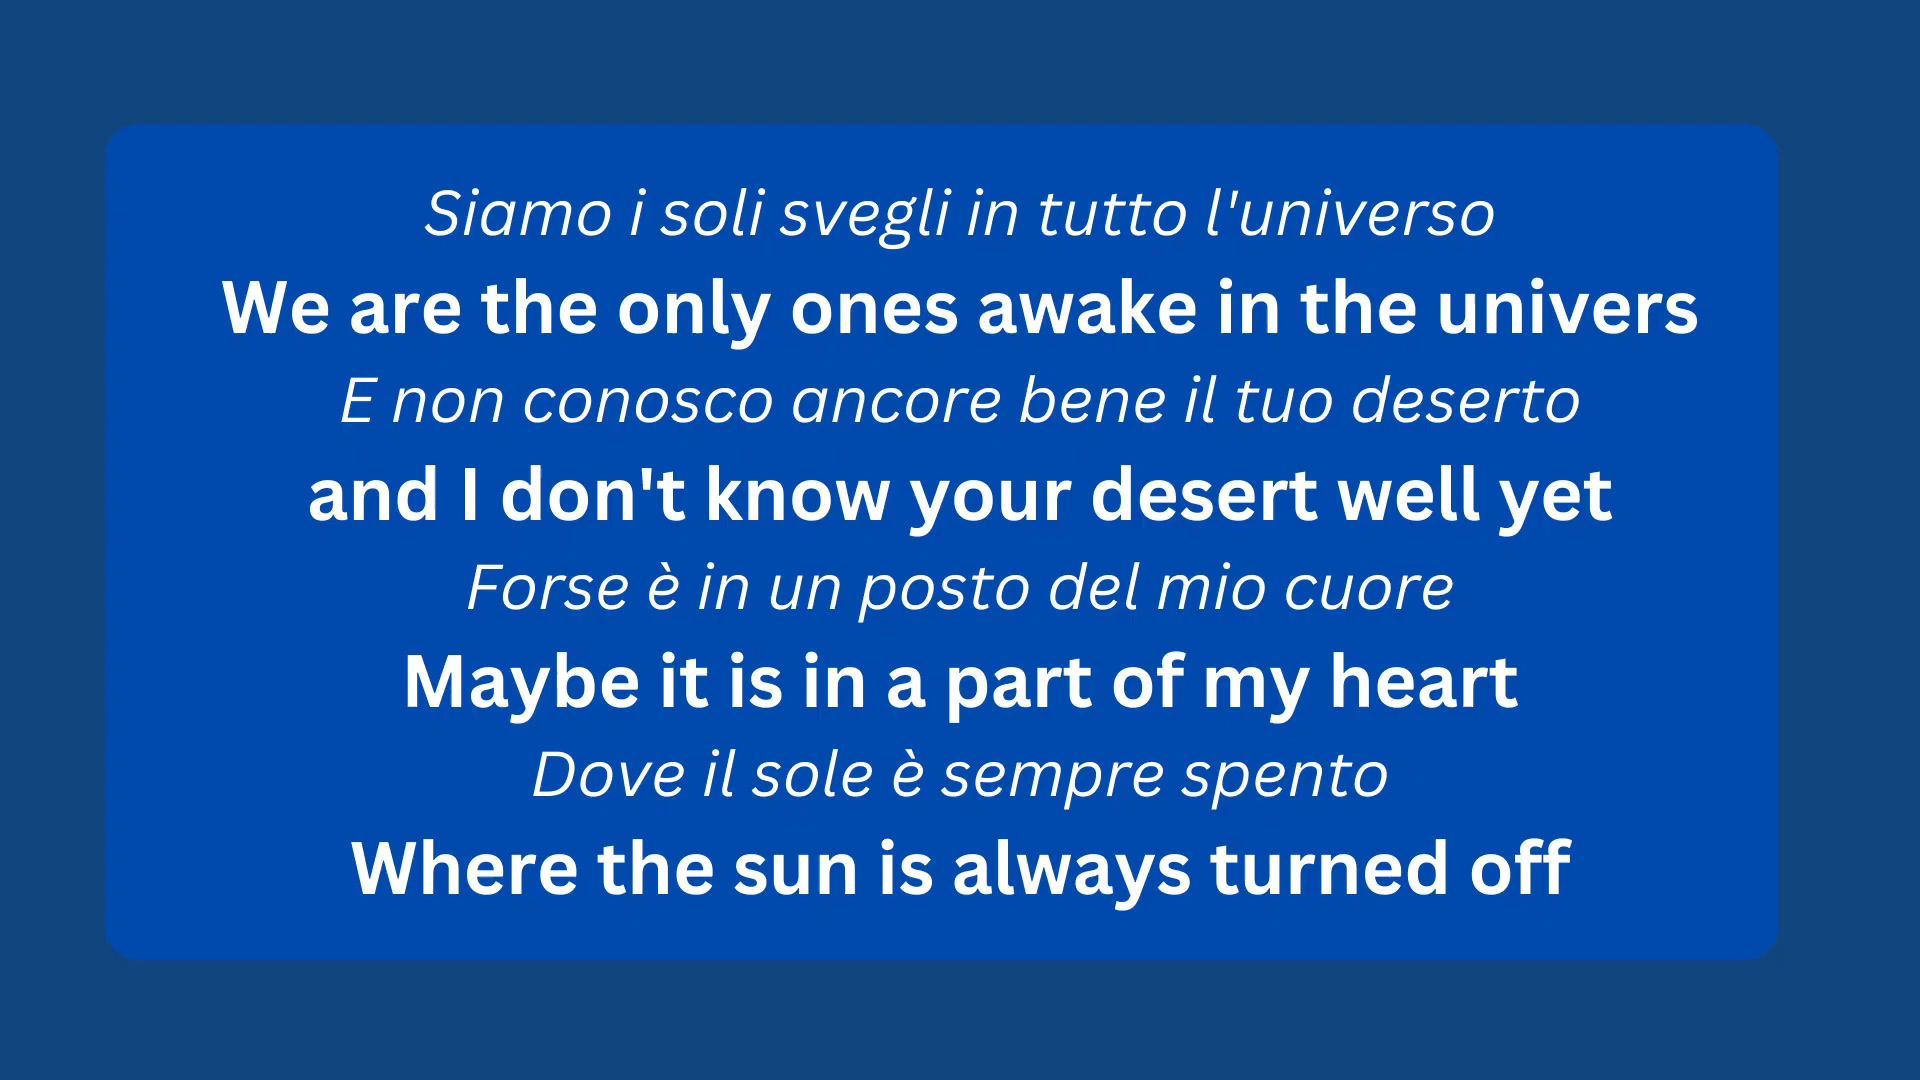 Siamo i soli svegli in tutto l'universo
We are the only ones awake in the univers
E non conosco ancore bene il tuo deserto
and I don't know your desert well yet
Forse è in un posto del mio cuore
Maybe it is in a part of my heart
Dove il sole è sempre spento
Where the sun is always turned off